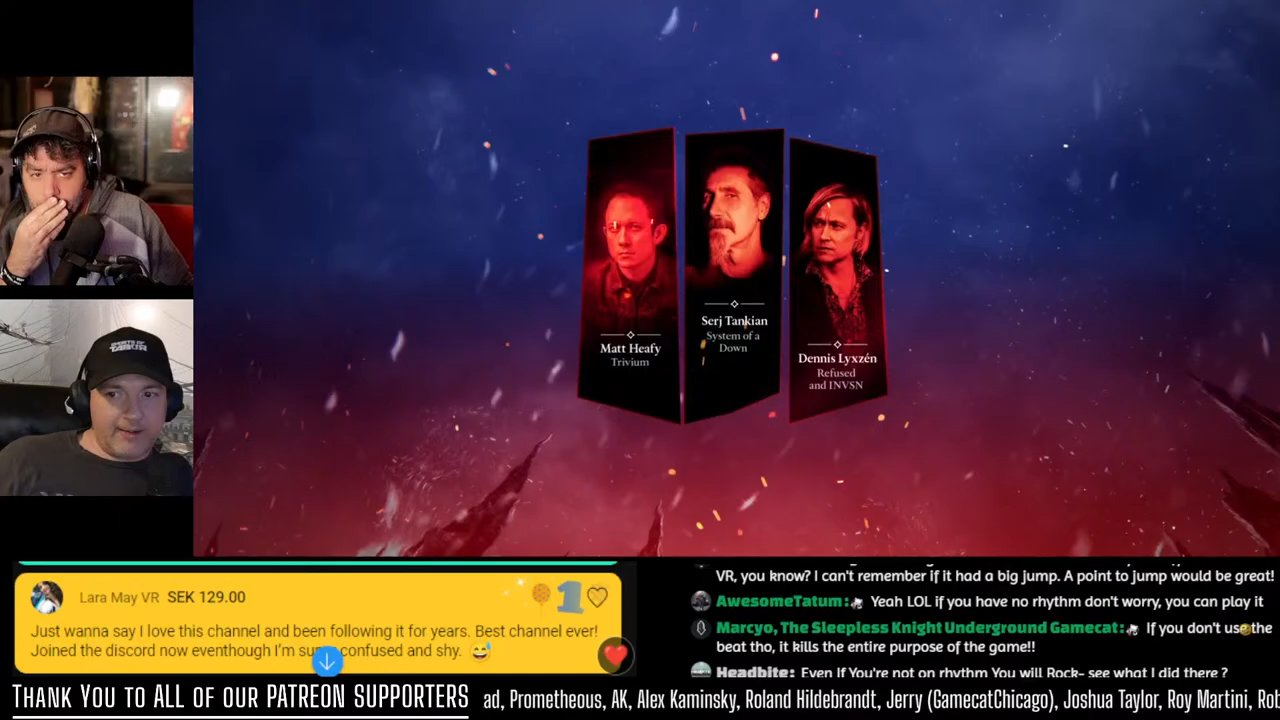 Matt Heafy
Trivium
Serj Tankian
System of a
Down
Dennis Lyxzén
Refused
and INVSN
Lara May VR SEK 129.00
1
Just wanna say I love this channel and been following it for years. Best channel ever!
Joined the discord now eventhough I'm confused and shy.
VR, you know? I can't remember if it had a big jump. A point to jump would be great!
AwesomeTatum: Yeah LOL if you have no rhythm don't worry, you can play it
Marcyo, The Sleepless Knight Underground Gamecat: If you don't use the
beat tho, it kills the entire purpose of the game!!
Headbite: Even If You're not on rhythm You will Rock- see what I did there ?
THANK YOU TO ALL OF OUR PATREON SUPPORTERS
ad, Prometheous, AK, Alex Kaminsky, Roland Hildebrandt, Jerry (GamecatChicago), Joshua Taylor, Roy Martini, Rob